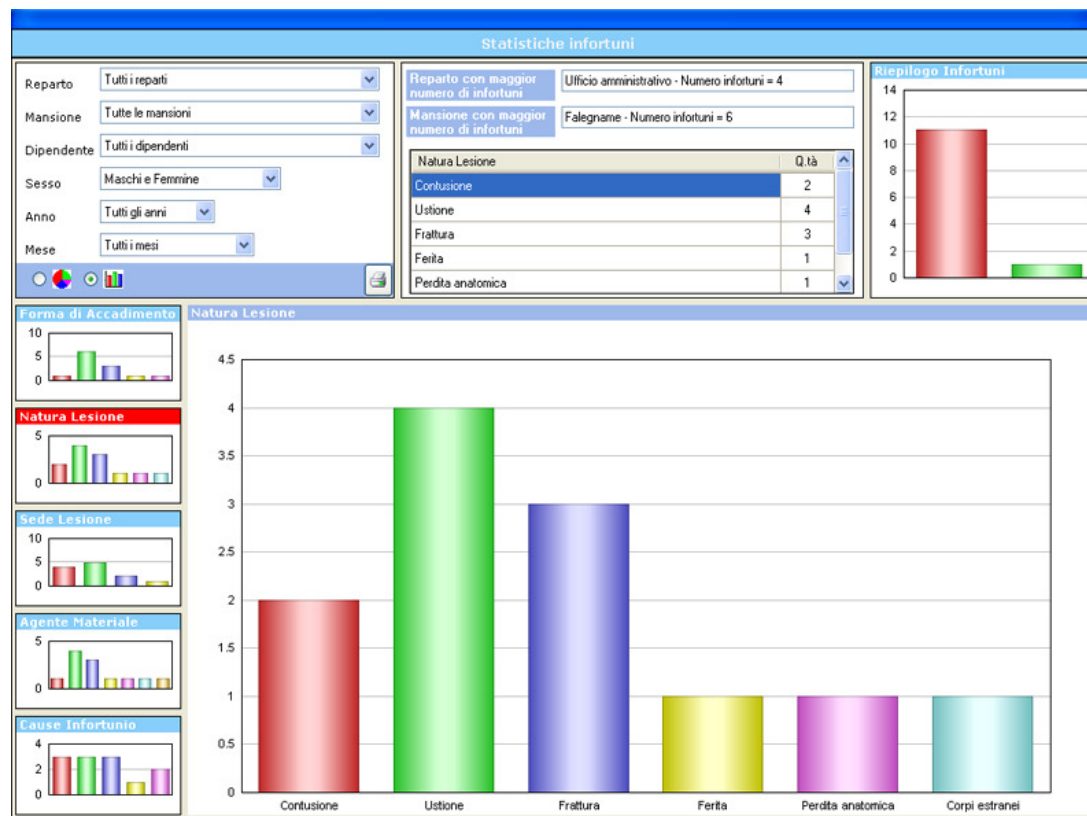 Statistiche infortuni
Reparto Tutti i reparti
Mansione Tutte le mansioni
Dipendente Tutti i dipendenti
Sesso Maschi e Femmine
Anno Tutti gli anni
Mese Tutti i mesi
Reparto con maggior
numero di infortuni
Ufficio amministrativo - Numero infortuni = 4
Mansione con maggior
numero di infortuni
Falegname - Numero infortuni = 6
Natura Lesione Q.tà
Contusione 2
Ustione 4
Frattura 3
Ferita 1
Perdita anatomica 1
Riepilogo Infortuni
14
12
10
8
6
4
2
0
Forma di Accadimento
10
5
0
Natura Lesione
5
0
Sede Lesione
10
5
0
Agente Materiale
5
0
Cause Infortunio
4
2
0
Natura Lesione
4.5
4
3.5
3
2.5
2
1.5
1
0.5
0
Contusione Ustione Frattura Ferita Perdita anatomica Corpi estranei